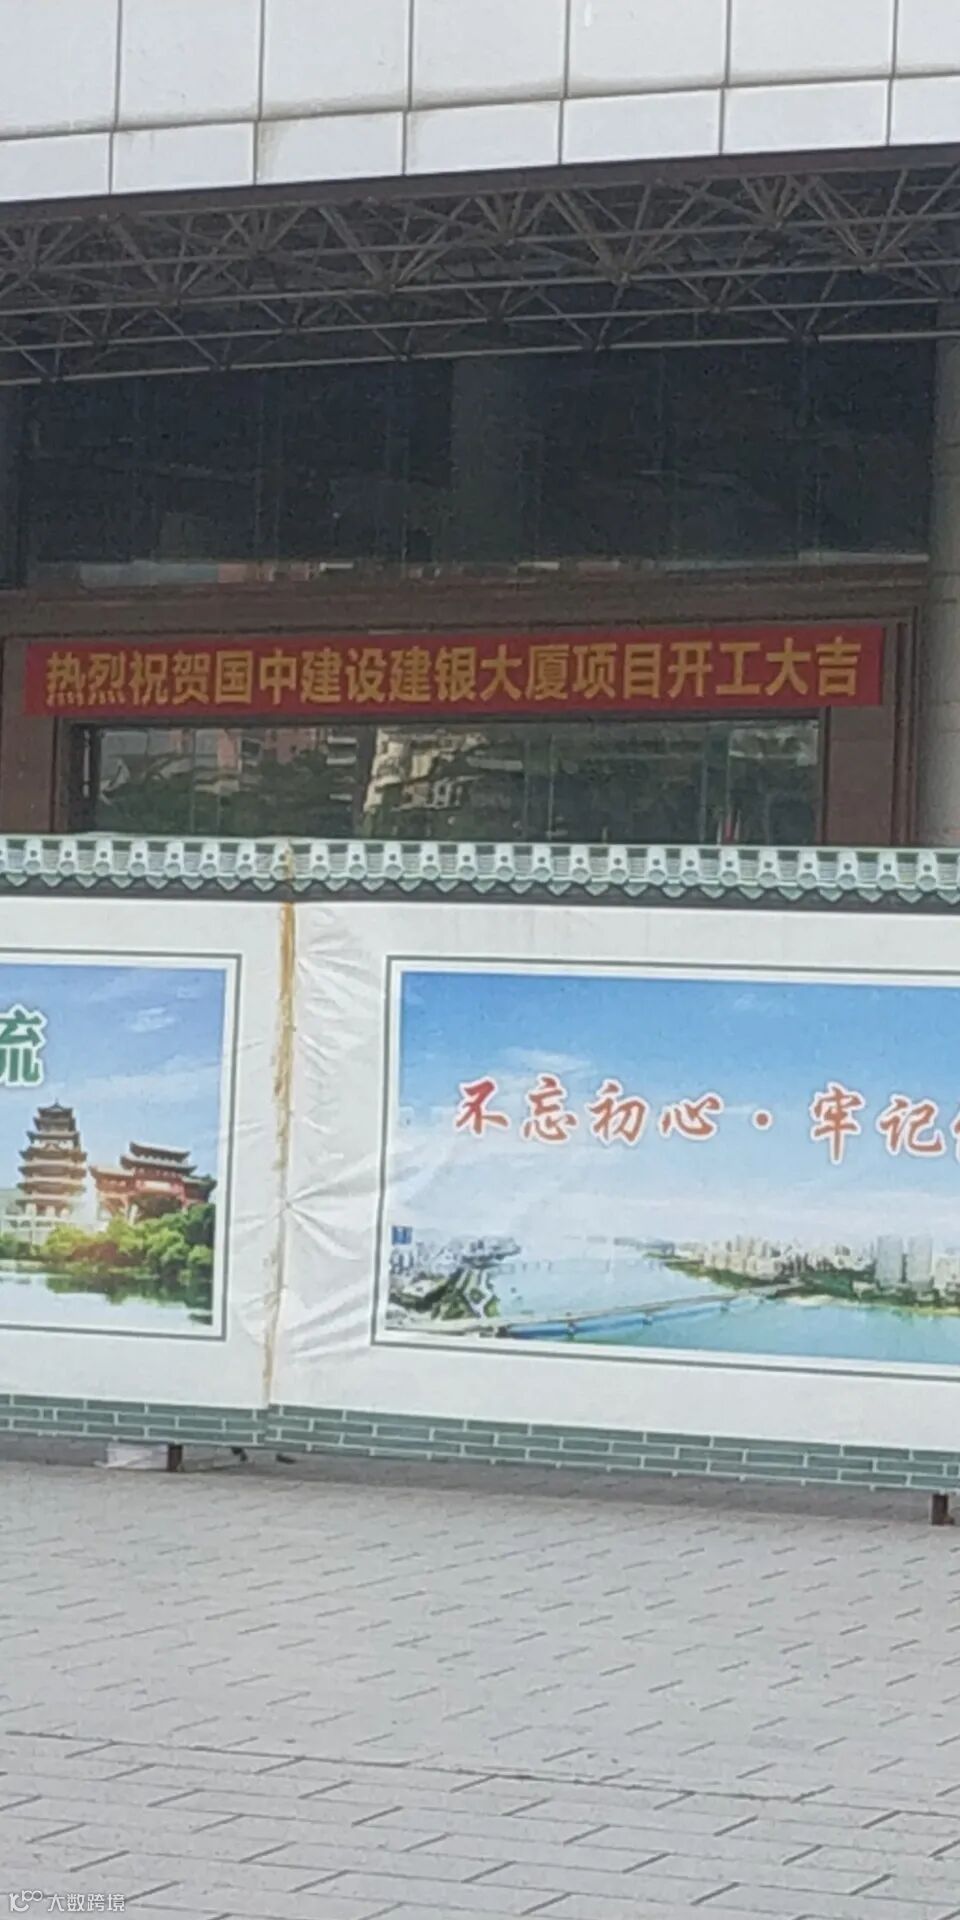 热烈祝贺国中建设建银大厦项目开工大吉
流
不忘初心·牢记
大数跨境